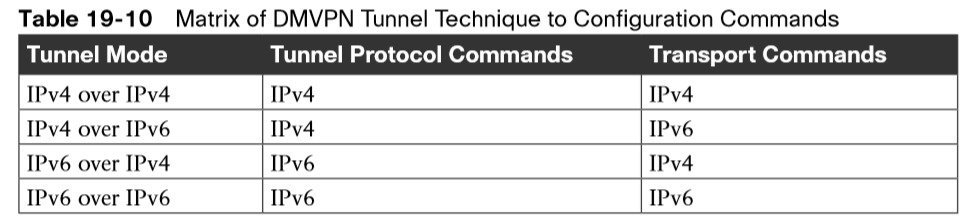 Table 19-10 Matrix of DMVPN Tunnel Technique to Configuration Commands
Tunnel Mode Tunnel Protocol Commands Transport Commands
IPv4 over IPv4 IPv4 IPv4
IPv4 over IPv6 IPv4 IPv6
IPv6 over IPv4 IPv6 IPv4
IPv6 over IPv6 IPv6 IPv6